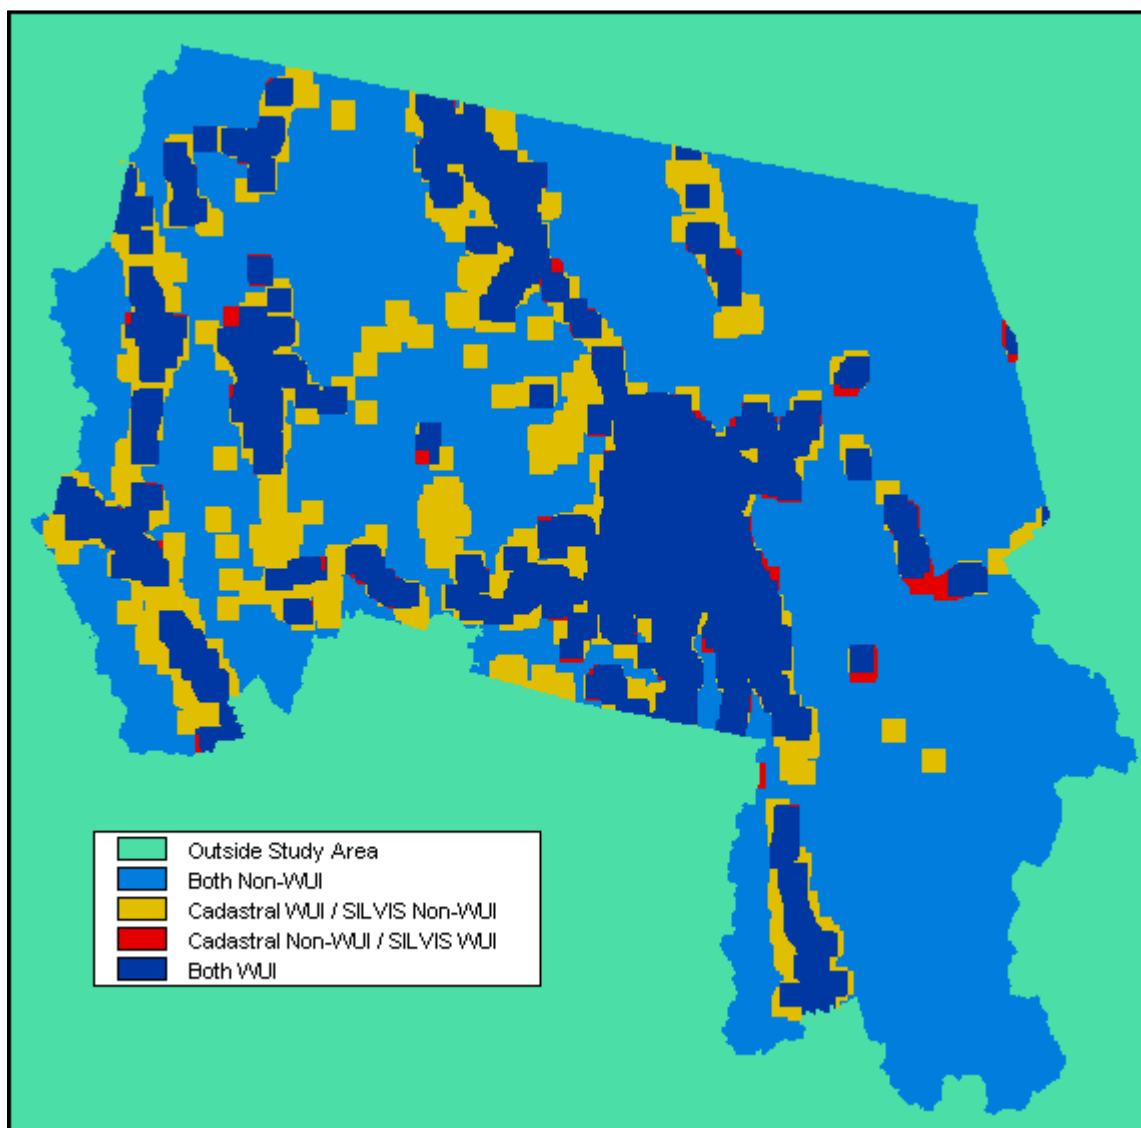 Outside Study Area
Both Non-WUI
Cadastral WUI / SILVIS Non-WUI
Cadastral Non-WUI / SILVIS WUI
Both WUI